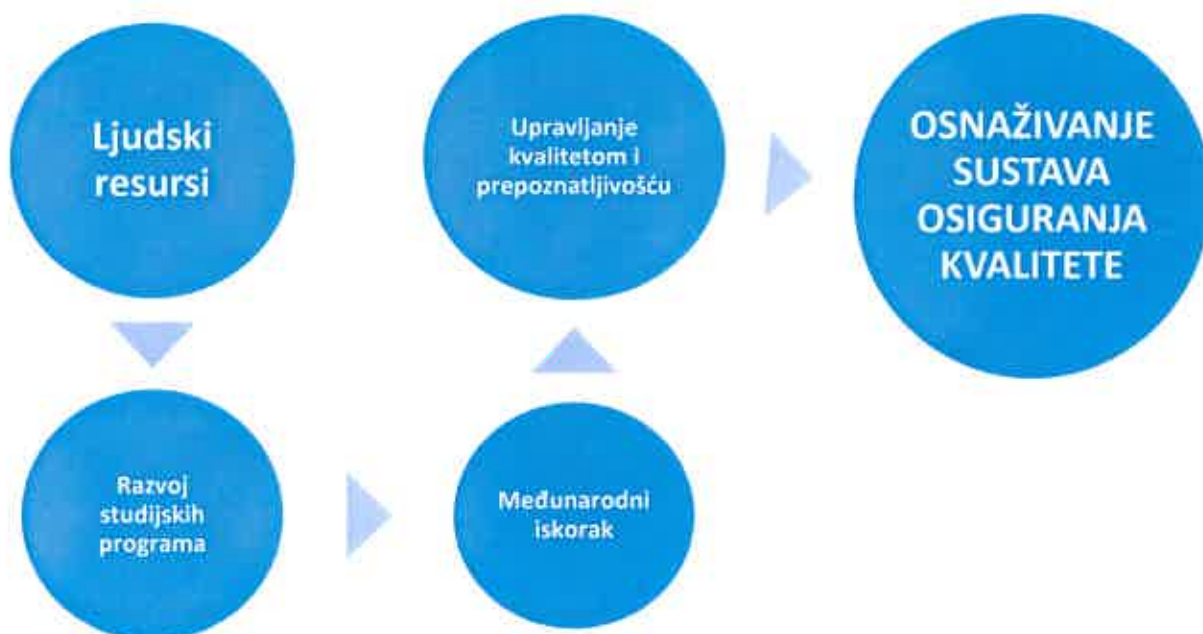 Ljudski
resursi
Razvoj
studijskih
programa
Međunarodni
iskorak
Upravljanje
kvalitetom i
prepoznatljivošću
OSNAŽIVANJE
SUSTAVA
OSIGURANJA
KVALITETE